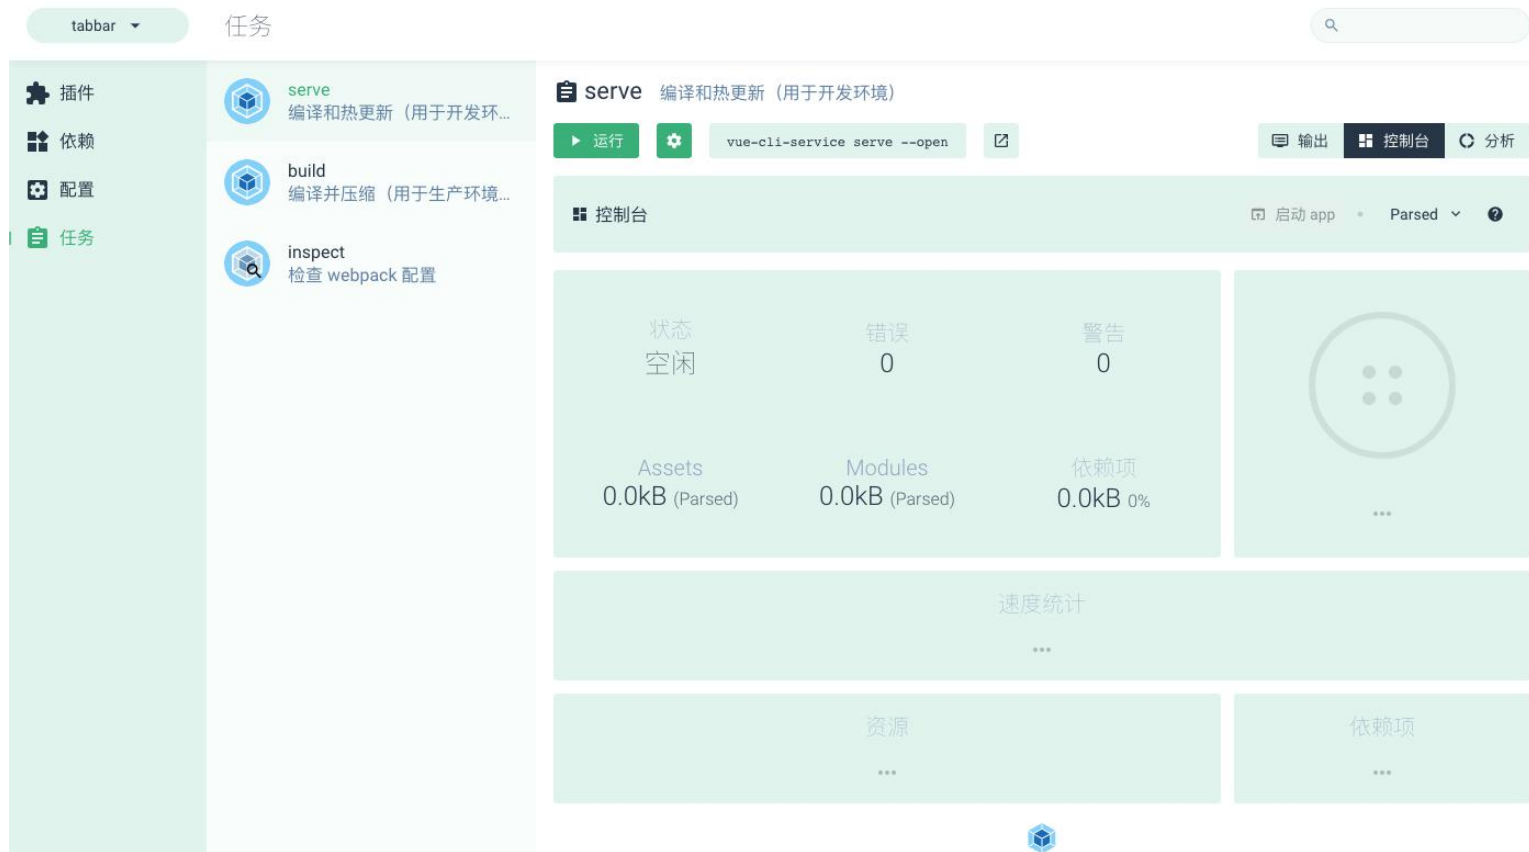 tabbar
任务
插件
依赖
配置
任务
serve
编译和热更新（用于开发环...
build
编译并压缩（用于生产环境...
inspect
检查 webpack 配置
serve 编译和热更新（用于开发环境）
运行
vue-cli-service serve --open
输出 控制台 分析
控制台
启动 app • Parsed
状态 错误 警告
空闲 0 0
Assets Modules 依赖项
0.0kB (Parsed) 0.0kB (Parsed) 0.0kB 0%
...
速度统计
...
资源 依赖项
... ...